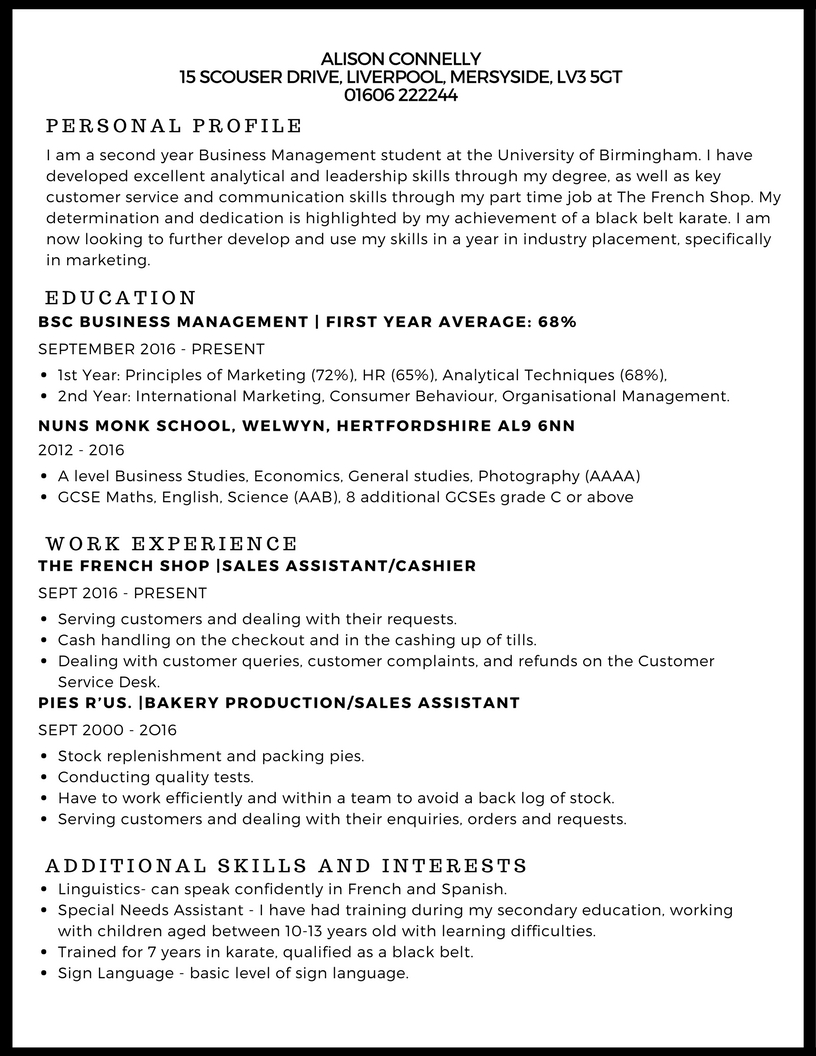 ALISON CONNELLY
15 SCOUSER DRIVE, LIVERPOOL, MERSYSIDE, LV3 5GT
01606 222244
PERSONAL PROFILE
I am a second year Business Management student at the University of Birmingham. I have
developed excellent analytical and leadership skills through my degree, as well as key
customer service and communication skills through my part time job at The French Shop. My
determination and dedication is highlighted by my achievement of a black belt karate. I am
now looking to further develop and use my skills in a year in industry placement, specifically
in marketing.
EDUCATION
BSC BUSINESS MANAGEMENT | FIRST YEAR AVERAGE: 68%
SEPTEMBER 2016 - PRESENT
• 1st Year: Principles of Marketing (72%), HR (65%), Analytical Techniques (68%),
• 2nd Year: International Marketing, Consumer Behaviour, Organisational Management.
NUNS MONK SCHOOL, WELWYN, HERTFORDSHIRE AL9 6NN
2012 - 2016
• A level Business Studies, Economics, General studies, Photography (AAAA)
• GCSE Maths, English, Science (AAB), 8 additional GCSEs grade C or above
WORK EXPERIENCE
THE FRENCH SHOP |SALES ASSISTANT/CASHIER
SEPT 2016 - PRESENT
• Serving customers and dealing with their requests.
• Cash handling on the checkout and in the cashing up of tills.
• Dealing with customer queries, customer complaints, and refunds on the Customer
Service Desk.
PIES R'US. |BAKERY PRODUCTION/SALES ASSISTANT
SEPT 2000 - 2O16
• Stock replenishment and packing pies.
• Conducting quality tests.
• Have to work efficiently and within a team to avoid a back log of stock.
• Serving customers and dealing with their enquiries, orders and requests.
ADDITIONAL SKILLS AND INTERESTS
• Linguistics- can speak confidently in French and Spanish.
• Special Needs Assistant - I have had training during my secondary education, working
with children aged between 10-13 years old with learning difficulties.
• Trained for 7 years in karate, qualified as a black belt.
• Sign Language - basic level of sign language.